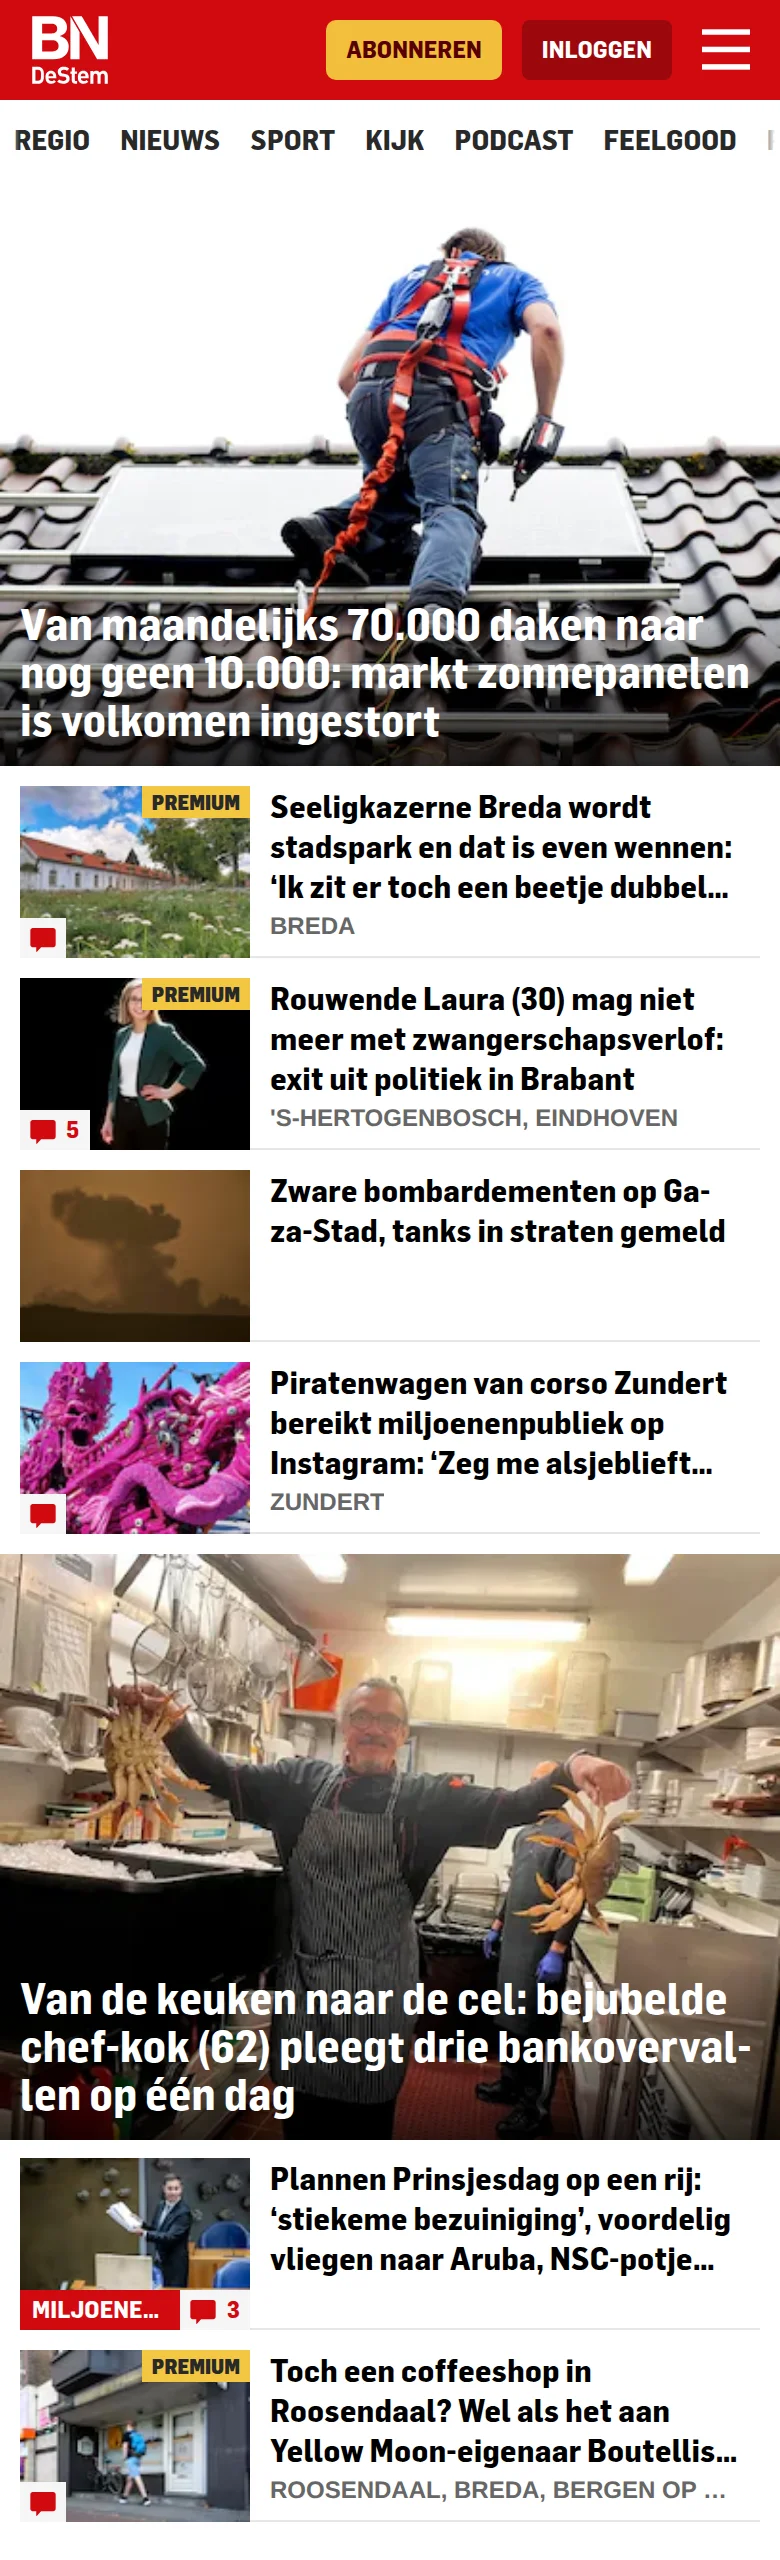 BN
DeStem
ABONNEREN
INLOGGEN
REGIO NIEUWS SPORT KIJK PODCAST FEELGOOD
Van maandelijks 70.000 daken naar
nog geen 10.000: markt zonnepanelen
is volkomen ingestort
PREMIUM
Seeligkazerne Breda wordt
stadspark en dat is even wennen:
‘Ik zit er toch een beetje dubbel...
BREDA
PREMIUM
5
Rouwende Laura (30) mag niet
meer met zwangerschapsverlof:
exit uit politiek in Brabant
'S-HERTOGENBOSCH, EINDHOVEN
Zware bombardementen op Ga-
za-Stad, tanks in straten gemeld
Piratenwagen van corso Zundert
bereikt miljoenenpubliek op
Instagram: ‘Zeg me alsjeblieft...
ZUNDERT
Van de keuken naar de cel: bejubelde
chef-kok (62) pleegt drie bankoverval-
len op één dag
MILJOENE...
3
Plannen Prinsjesdag op een rij:
‘stiekeme bezuiniging’, voordelig
vliegen naar Aruba, NSC-potje...
PREMIUM
Toch een coffeeshop in
Roosendaal? Wel als het aan
Yellow Moon-eigenaar Boutellis...
ROOSENDAAL, BREDA, BERGEN OP ...